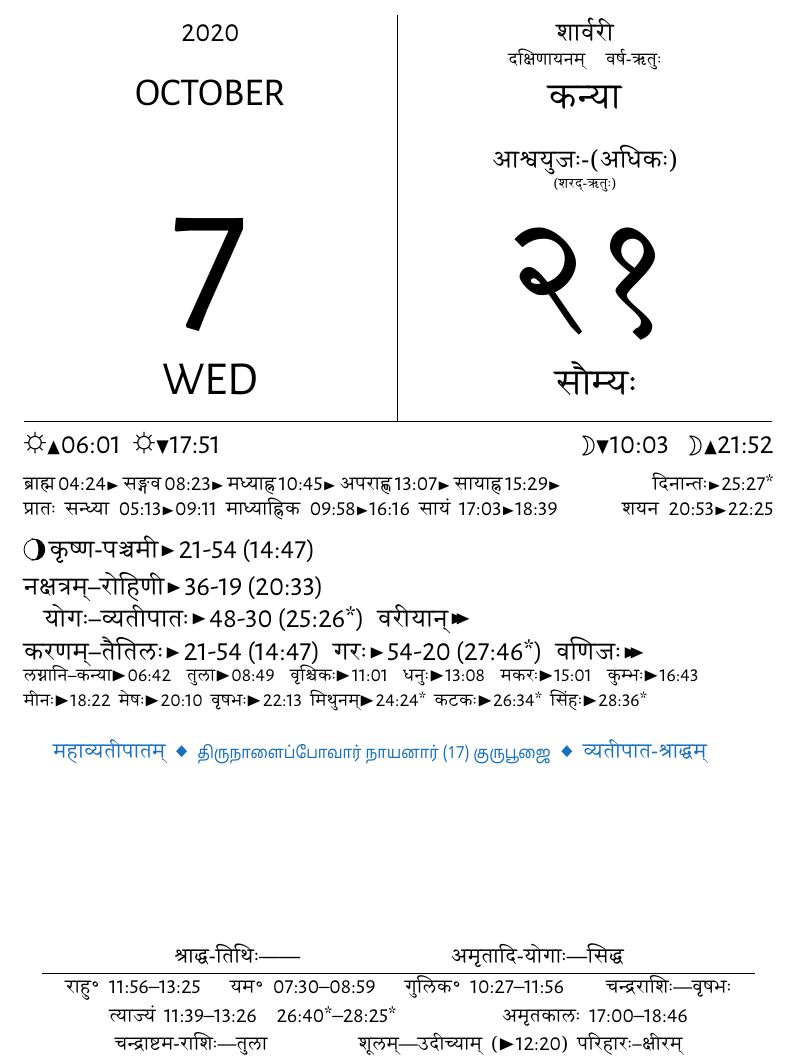 2020
OCTOBER
7
WED
शार्वरी
दक्षिणायनम् वर्ष-ऋतुः
कन्या
आश्वयुजः-(अधिकः)
(शरद्-ऋतुः)
२१
सौम्यः
☼▲06:01 ☼▼17:51 ☽▼10:03 ☽▲21:52
ब्राह्म 04:24► सङ्गव 08:23► मध्याह्न 10:45► अपराह्ण 13:07► सायाह्न 15:29► दिनान्तः►25:27*
प्रातः सन्ध्या 05:13►09:11 माध्याह्निक 09:58►16:16 सायं 17:03►18:39 शयन 20:53►22:25
कृष्ण-पञ्चमी►21-54 (14:47)
नक्षत्रम्–रोहिणी►36-19 (20:33)
योगः–व्यतीपातः►48-30 (25:26*) वरीयान्►►
करणम्–तैतिलः►21-54 (14:47) गरः►54-20 (27:46*) वणिजः►►
लग्नानि–कन्या►06:42 तुला►08:49 वृश्चिकः►11:01 धनुः►13:08 मकरः►15:01 कुम्भः►16:43
मीनः►18:22 मेषः►20:10 वृषभः►22:13 मिथुनम्►24:24* कटकः►26:34* सिंहः►28:36*
महाव्यतीपातम् ◆ திருநாளைப்போவார் நாயனார் (17) குருபூஜை ◆ व्यतीपात-श्राद्धम्
श्राद्ध-तिथिः—— अमृतादि-योगाः—सिद्ध
राहु° 11:56–13:25 यम° 07:30–08:59 गुलिक° 10:27–11:56 चन्द्रराशिः—वृषभः
त्याज्यं 11:39–13:26 26:40*–28:25* अमृतकालः 17:00–18:46
चन्द्राष्टम-राशिः—तुला शूलम्—उदीच्याम् (►12:20) परिहारः–क्षीरम्